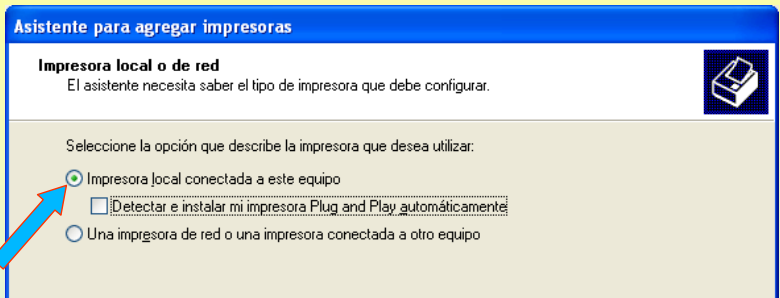 Asistente para agregar impresoras
Impresora local o de red
El asistente necesita saber el tipo de impresora que debe configurar.
Seleccione la opción que describe la impresora que desea utilizar:
Impresora local conectada a este equipo
Detectar e instalar mi impresora Plug and Play automáticamente
Una impresora de red o una impresora conectada a otro equipo